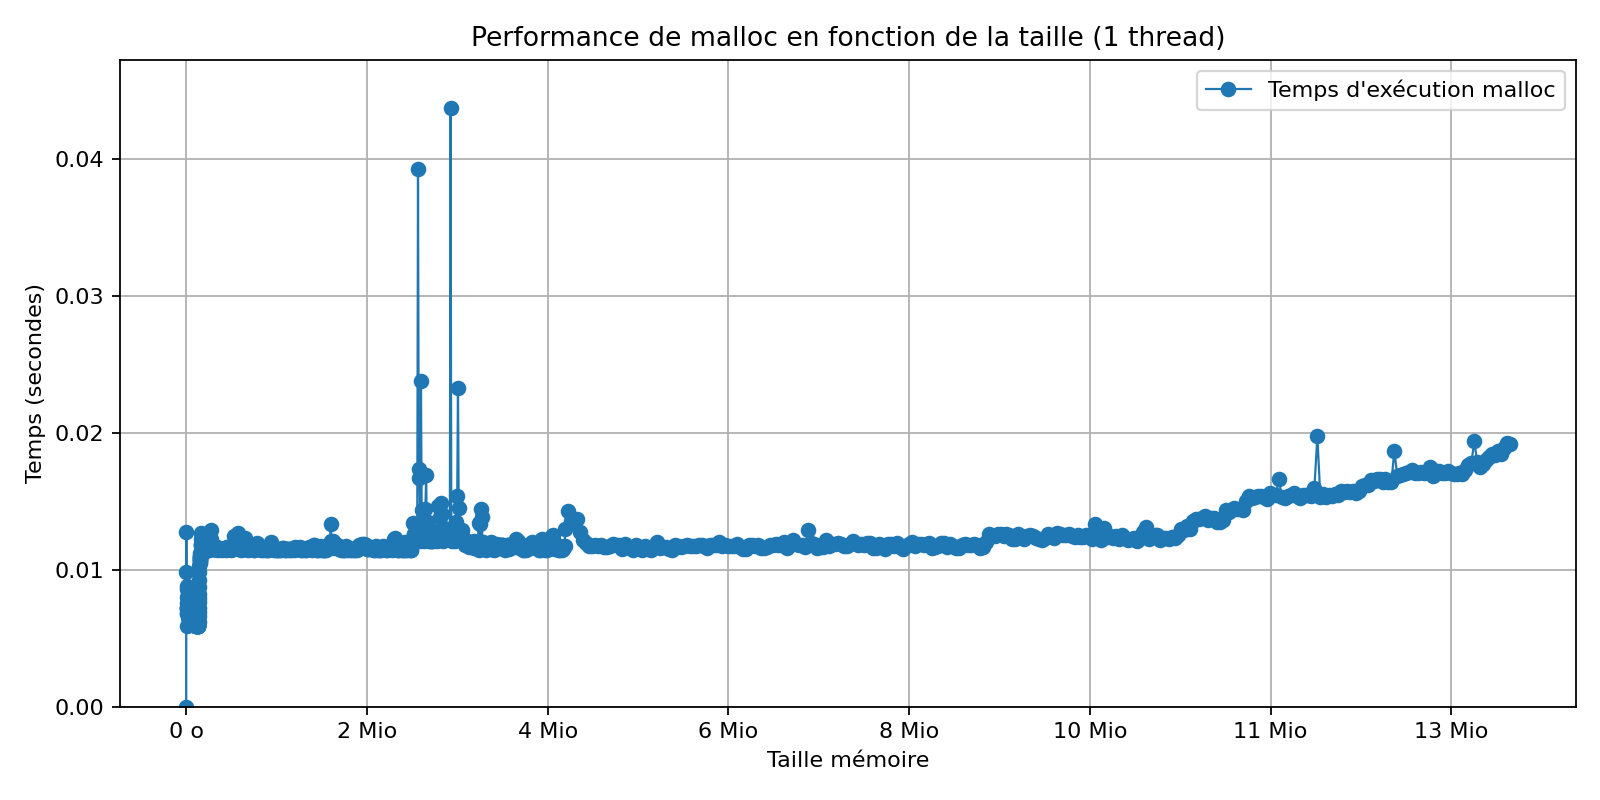 Performance de malloc en fonction de la taille (1 thread)
Temps d'exécution malloc
Temps (secondes)
0.04
0.03
0.02
0.01
0.00
0 o
2 Mio
4 Mio
6 Mio
8 Mio
10 Mio
11 Mio
13 Mio
Taille mémoire